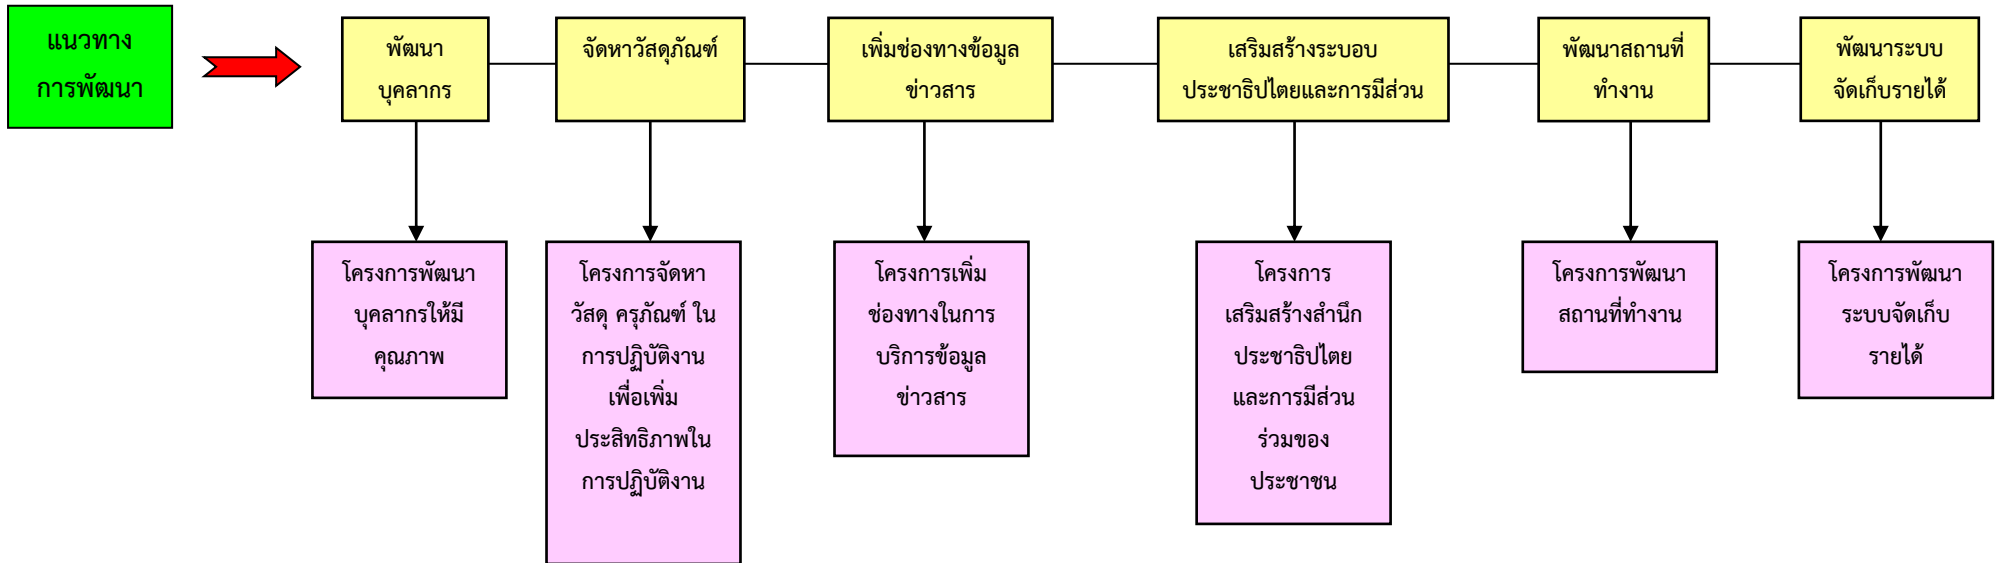 แนวทาง
การพัฒนา
พัฒนา
บุคลากร
จัดหาวัสดุภัณฑ์
เพิ่มช่องทางข้อมูล
ข่าวสาร
เสริมสร้างระบอบ
ประชาธิปไตยและการมีส่วน
พัฒนาสถานที่
ทำงาน
พัฒนาระบบ
จัดเก็บรายได้
โครงการพัฒนา
บุคลากรให้มี
คุณภาพ
โครงการจัดหา
วัสดุ ครุภัณฑ์ ใน
การปฏิบัติงาน
เพื่อเพิ่ม
ประสิทธิภาพใน
การปฏิบัติงาน
โครงการเพิ่ม
ช่องทางในการ
บริการข้อมูล
ข่าวสาร
โครงการ
เสริมสร้างสำนึก
ประชาธิปไตย
และการมีส่วน
ร่วมของ
ประชาชน
โครงการพัฒนา
สถานที่ทำงาน
โครงการพัฒนา
ระบบจัดเก็บ
รายได้